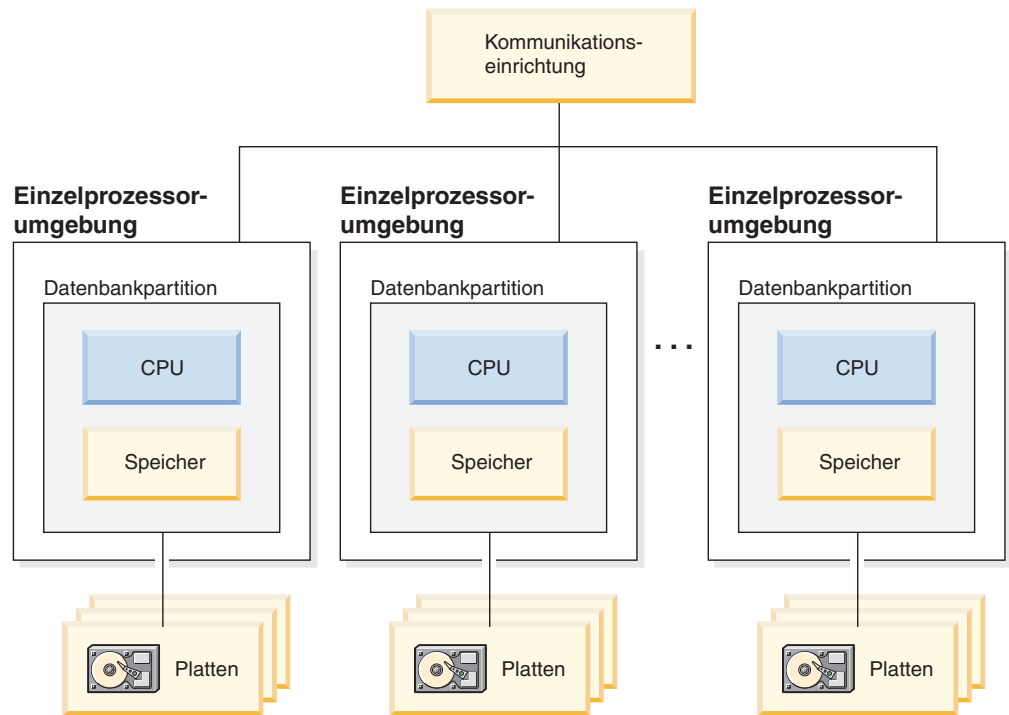 Kommunikations-
einrichtung
Einzelprozessor-
umgebung
Einzelprozessor-
umgebung
Einzelprozessor-
umgebung
Datenbankpartition
Datenbankpartition
Datenbankpartition
CPU
CPU
...
CPU
Speicher
Speicher
Speicher
Platten
Platten
Platten